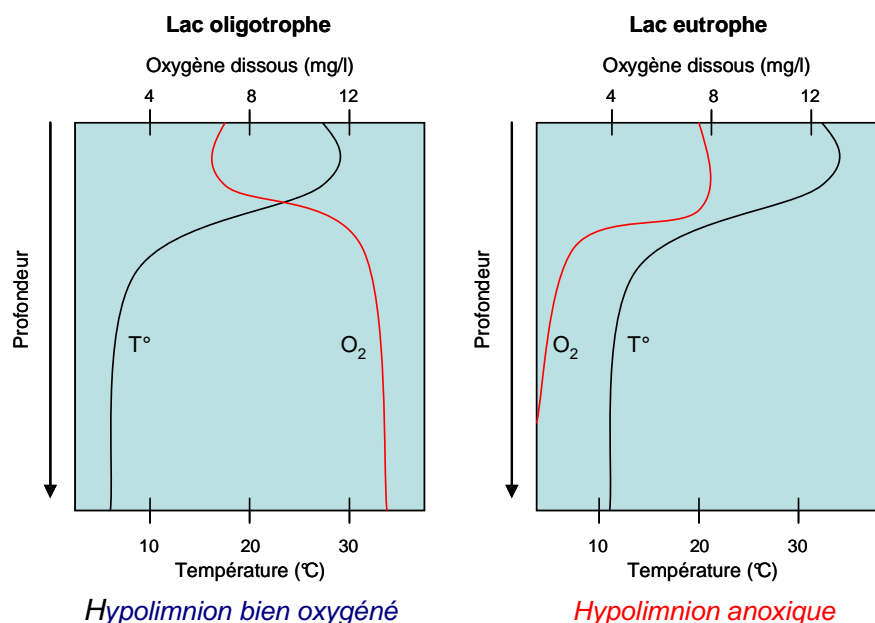 Lac oligotrophe
Oxygène dissous (mg/l)
4 8 12
Profondeur
T° O2
10 20 30
Température (°C)
Hypolimnion bien oxygéné
Lac eutrophe
Oxygène dissous (mg/l)
4 8 12
Profondeur
O2 T°
10 20 30
Température (°C)
Hypolimnion anoxique